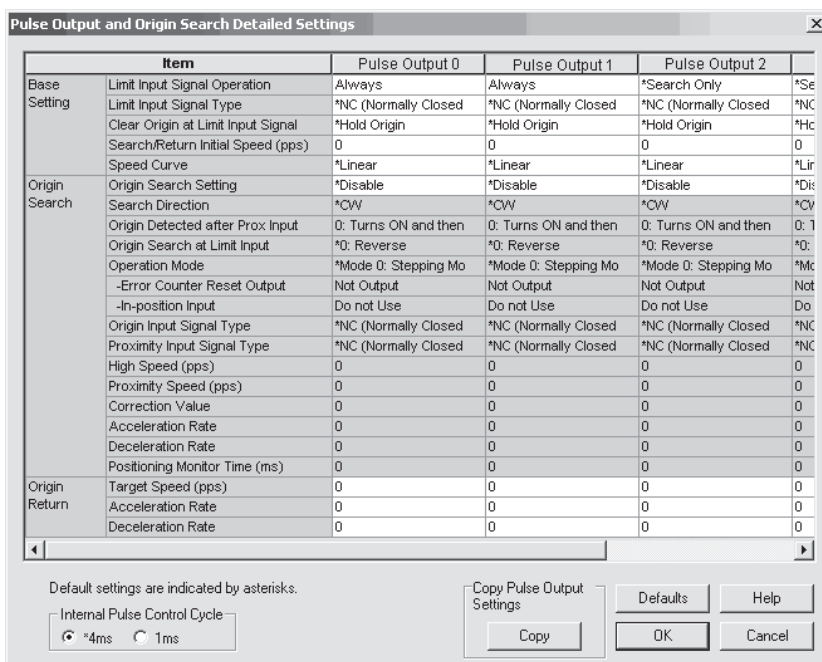 Pulse Output and Origin Search Detailed Settings
Item Pulse Output 0 Pulse Output 1 Pulse Output 2
Base Setting Limit Input Signal Operation Always Always *Search Only *Se
Limit Input Signal Type *NC (Normally Closed *NC (Normally Closed *NC (Normally Closed *NC
Clear Origin at Limit Input Signal *Hold Origin *Hold Origin *Hold Origin *Ho
Search/Return Initial Speed (pps) 0 0 0 0
Speed Curve *Linear *Linear *Linear *Lin
Origin Search Origin Search Setting *Disable *Disable *Disable *Dis
Search Direction *CW *CW *CW *CW
Origin Detected after Prox Input 0: Turns ON and then 0: Turns ON and then 0: Turns ON and then 0: T
Origin Search at Limit Input *0: Reverse *0: Reverse *0: Reverse *0:
Operation Mode *Mode 0: Stepping Mo *Mode 0: Stepping Mo *Mode 0: Stepping Mo *Mo
-Error Counter Reset Output Not Output Not Output Not Output Not
-In-position Input Do not Use Do not Use Do not Use Do
Origin Input Signal Type *NC (Normally Closed *NC (Normally Closed *NC (Normally Closed *NC
Proximity Input Signal Type *NC (Normally Closed *NC (Normally Closed *NC (Normally Closed *NC
High Speed (pps) 0 0 0 0
Proximity Speed (pps) 0 0 0 0
Correction Value 0 0 0 0
Acceleration Rate 0 0 0 0
Deceleration Rate 0 0 0 0
Positioning Monitor Time (ms) 0 0 0 0
Origin Return Target Speed (pps) 0 0 0 0
Acceleration Rate 0 0 0 0
Deceleration Rate 0 0 0 0
Default settings are indicated by asterisks.
Internal Pulse Control Cycle
*4ms 1ms
Copy Pulse Output Settings
Copy
Defaults Help
OK Cancel